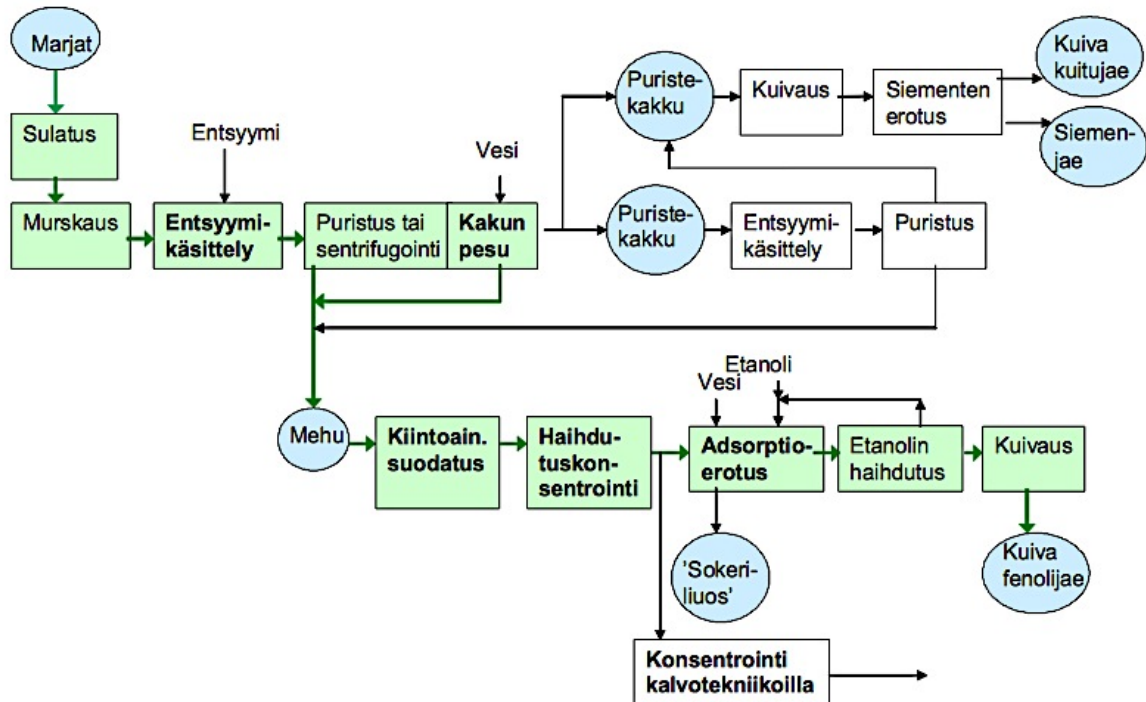 Marjat
Sulatus
Murskaus
Entsyymi
Entsyymi-
käsittely
Puristus tai
sentrifugointi
Vesi
Kakun
pesu
Puriste-
kakku
Kuivaus
Siementen
erotus
Kuiva
kuitujae
Siemen-
jae
Puriste-
kakku
Entsyymi-
käsittely
Puristus
Mehu
Kiintoain.
suodatus
Haihdu-
tuskon-
sentrointi
Vesi
Etanoli
Adsorptio-
erotus
Etanolin
haihdutus
Kuivaus
'Sokeri-
liuos'
Kuiva
fenolijae
Konsentrointi
kalvotekniikoilla